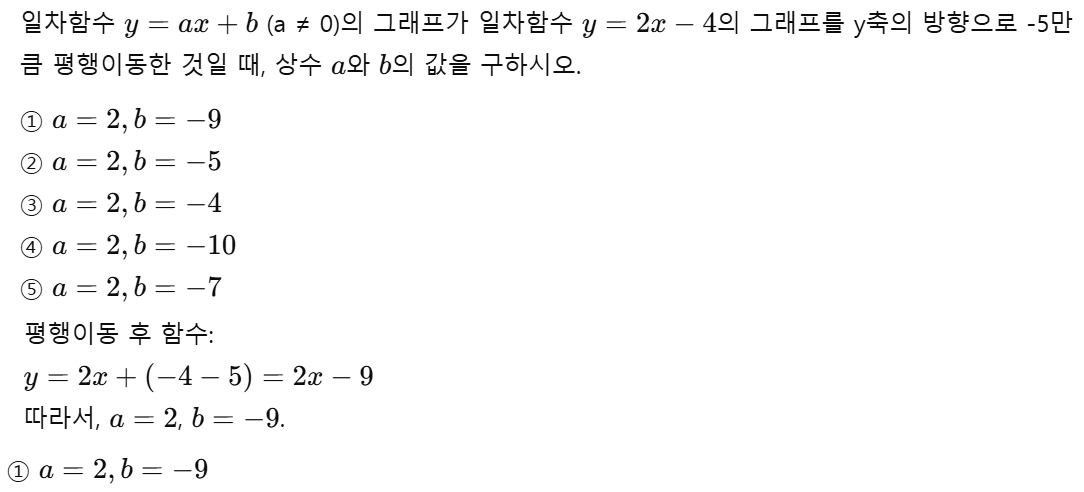 일차함수 y = ax + b (a ≠ 0)의 그래프가 일차함수 y = 2x − 4의 그래프를 y축의 방향으로 -5만
큼 평행이동한 것일 때, 상수 a와 b의 값을 구하시오.
① a = 2, b = −9
② a = 2, b = −5
③ a = 2, b = −4
④ a = 2, b = −10
⑤ a = 2, b = −7
평행이동 후 함수:
y = 2x + (−4 − 5) = 2x − 9
따라서, a = 2, b = −9.
① a = 2, b = −9